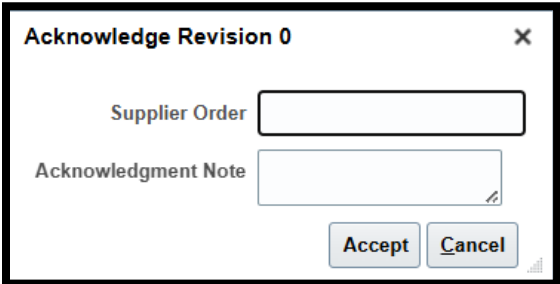 Acknowledge Revision 0
Supplier Order
Acknowledgment Note
Accept Cancel